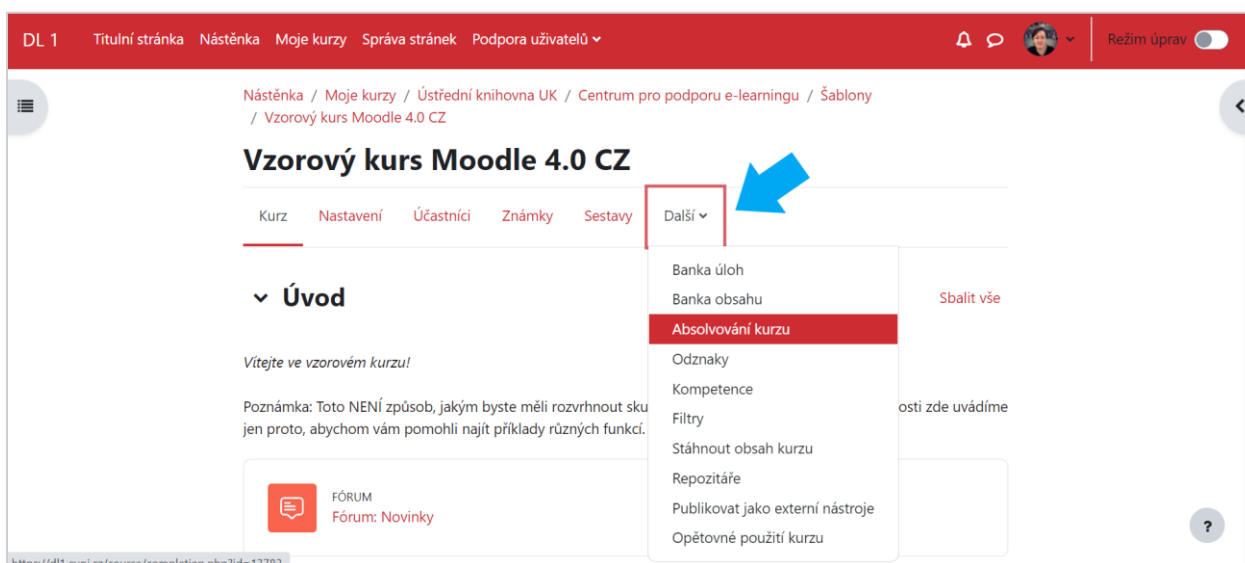 DL 1 Titulní stránka Nástěnka Moje kurzy Správa stránek Podpora uživatelů Režim úprav
Nástěnka / Moje kurzy / Ústřední knihovna UK / Centrum pro podporu e-learningu / Šablony
/ Vzorový kurs Moodle 4.0 CZ
Vzorový kurs Moodle 4.0 CZ
Kurz Nastavení Účastníci Známky Sestavy Další
Banka úloh
Banka obsahu
Absolvování kurzu
Odznaky
Kompetence
Filtry
Stáhnout obsah kurzu
Repozitáře
Publikovat jako externí nástroje
Opětovné použití kurzu
Úvod Sbalit vše
Vítejte ve vzorovém kurzu!
Poznámka: Toto NENÍ způsob, jakým byste měli rozvrhnout sku osti zde uvádíme
jen proto, abychom vám pomohli najít příklady různých funkcí.
FÓRUM
Fórum: Novinky
?